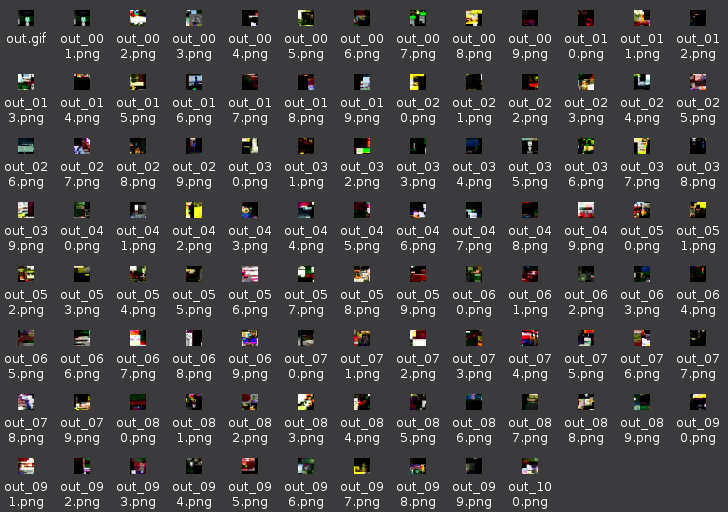 out.gif out_00 out_00 out_00 out_00 out_00 out_00 out_00 out_00 out_00 out_01 out_01 out_01
1.png 2.png 3.png 4.png 5.png 6.png 7.png 8.png 9.png 0.png 1.png 2.png
out_01 out_01 out_01 out_01 out_01 out_01 out_01 out_02 out_02 out_02 out_02 out_02 out_02
3.png 4.png 5.png 6.png 7.png 8.png 9.png 0.png 1.png 2.png 3.png 4.png 5.png
out_02 out_02 out_02 out_02 out_03 out_03 out_03 out_03 out_03 out_03 out_03 out_03 out_03
6.png 7.png 8.png 9.png 0.png 1.png 2.png 3.png 4.png 5.png 6.png 7.png 8.png
out_03 out_04 out_04 out_04 out_04 out_04 out_04 out_04 out_04 out_04 out_04 out_05 out_05
9.png 0.png 1.png 2.png 3.png 4.png 5.png 6.png 7.png 8.png 9.png 0.png 1.png
out_05 out_05 out_05 out_05 out_05 out_05 out_05 out_05 out_06 out_06 out_06 out_06 out_06
2.png 3.png 4.png 5.png 6.png 7.png 8.png 9.png 0.png 1.png 2.png 3.png 4.png
out_06 out_06 out_06 out_06 out_06 out_07 out_07 out_07 out_07 out_07 out_07 out_07 out_07
5.png 6.png 7.png 8.png 9.png 0.png 1.png 2.png 3.png 4.png 5.png 6.png 7.png
out_07 out_07 out_08 out_08 out_08 out_08 out_08 out_08 out_08 out_08 out_08 out_08 out_09
8.png 9.png 0.png 1.png 2.png 3.png 4.png 5.png 6.png 7.png 8.png 9.png 0.png
out_09 out_09 out_09 out_09 out_09 out_09 out_09 out_09 out_09 out_10
1.png 2.png 3.png 4.png 5.png 6.png 7.png 8.png 9.png 0.png